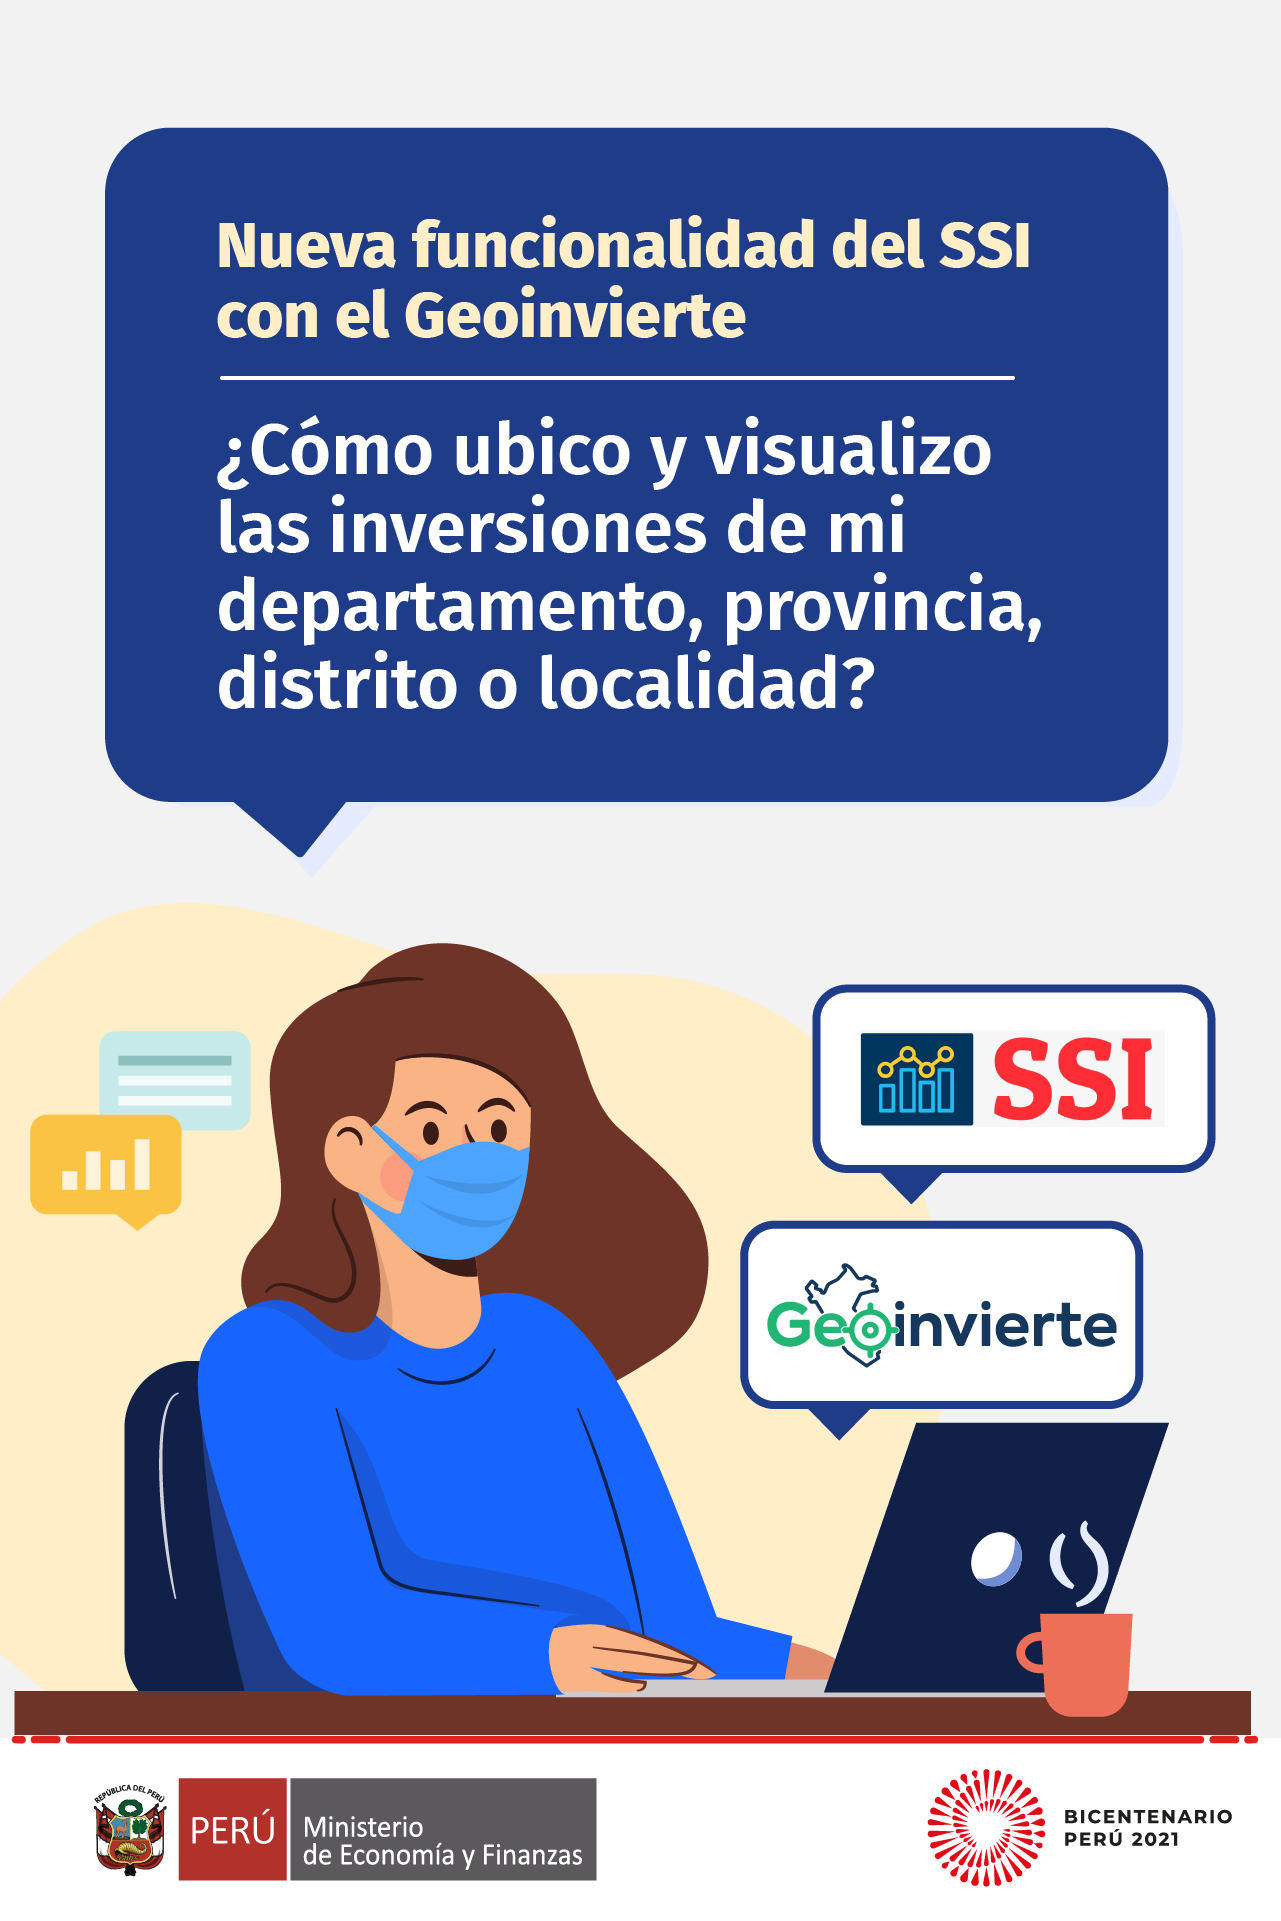 Nueva funcionalidad del SSI
con el Geoinvierte
¿Cómo ubico y visualizo
las inversiones de mi
departamento, provincia,
distrito o localidad?
SSI
Geoinvierte
REPÚBLICA DEL PERÚ
PERÚ
Ministerio
de Economía y Finanzas
BICENTENARIO
PERÚ 2021